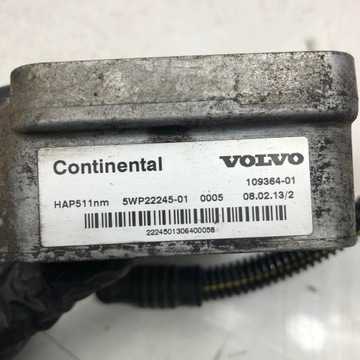 Continental VOLVO
109364-01
HAP511nm 5WP22245-01 0005 08.02.13/2
2224501306400058